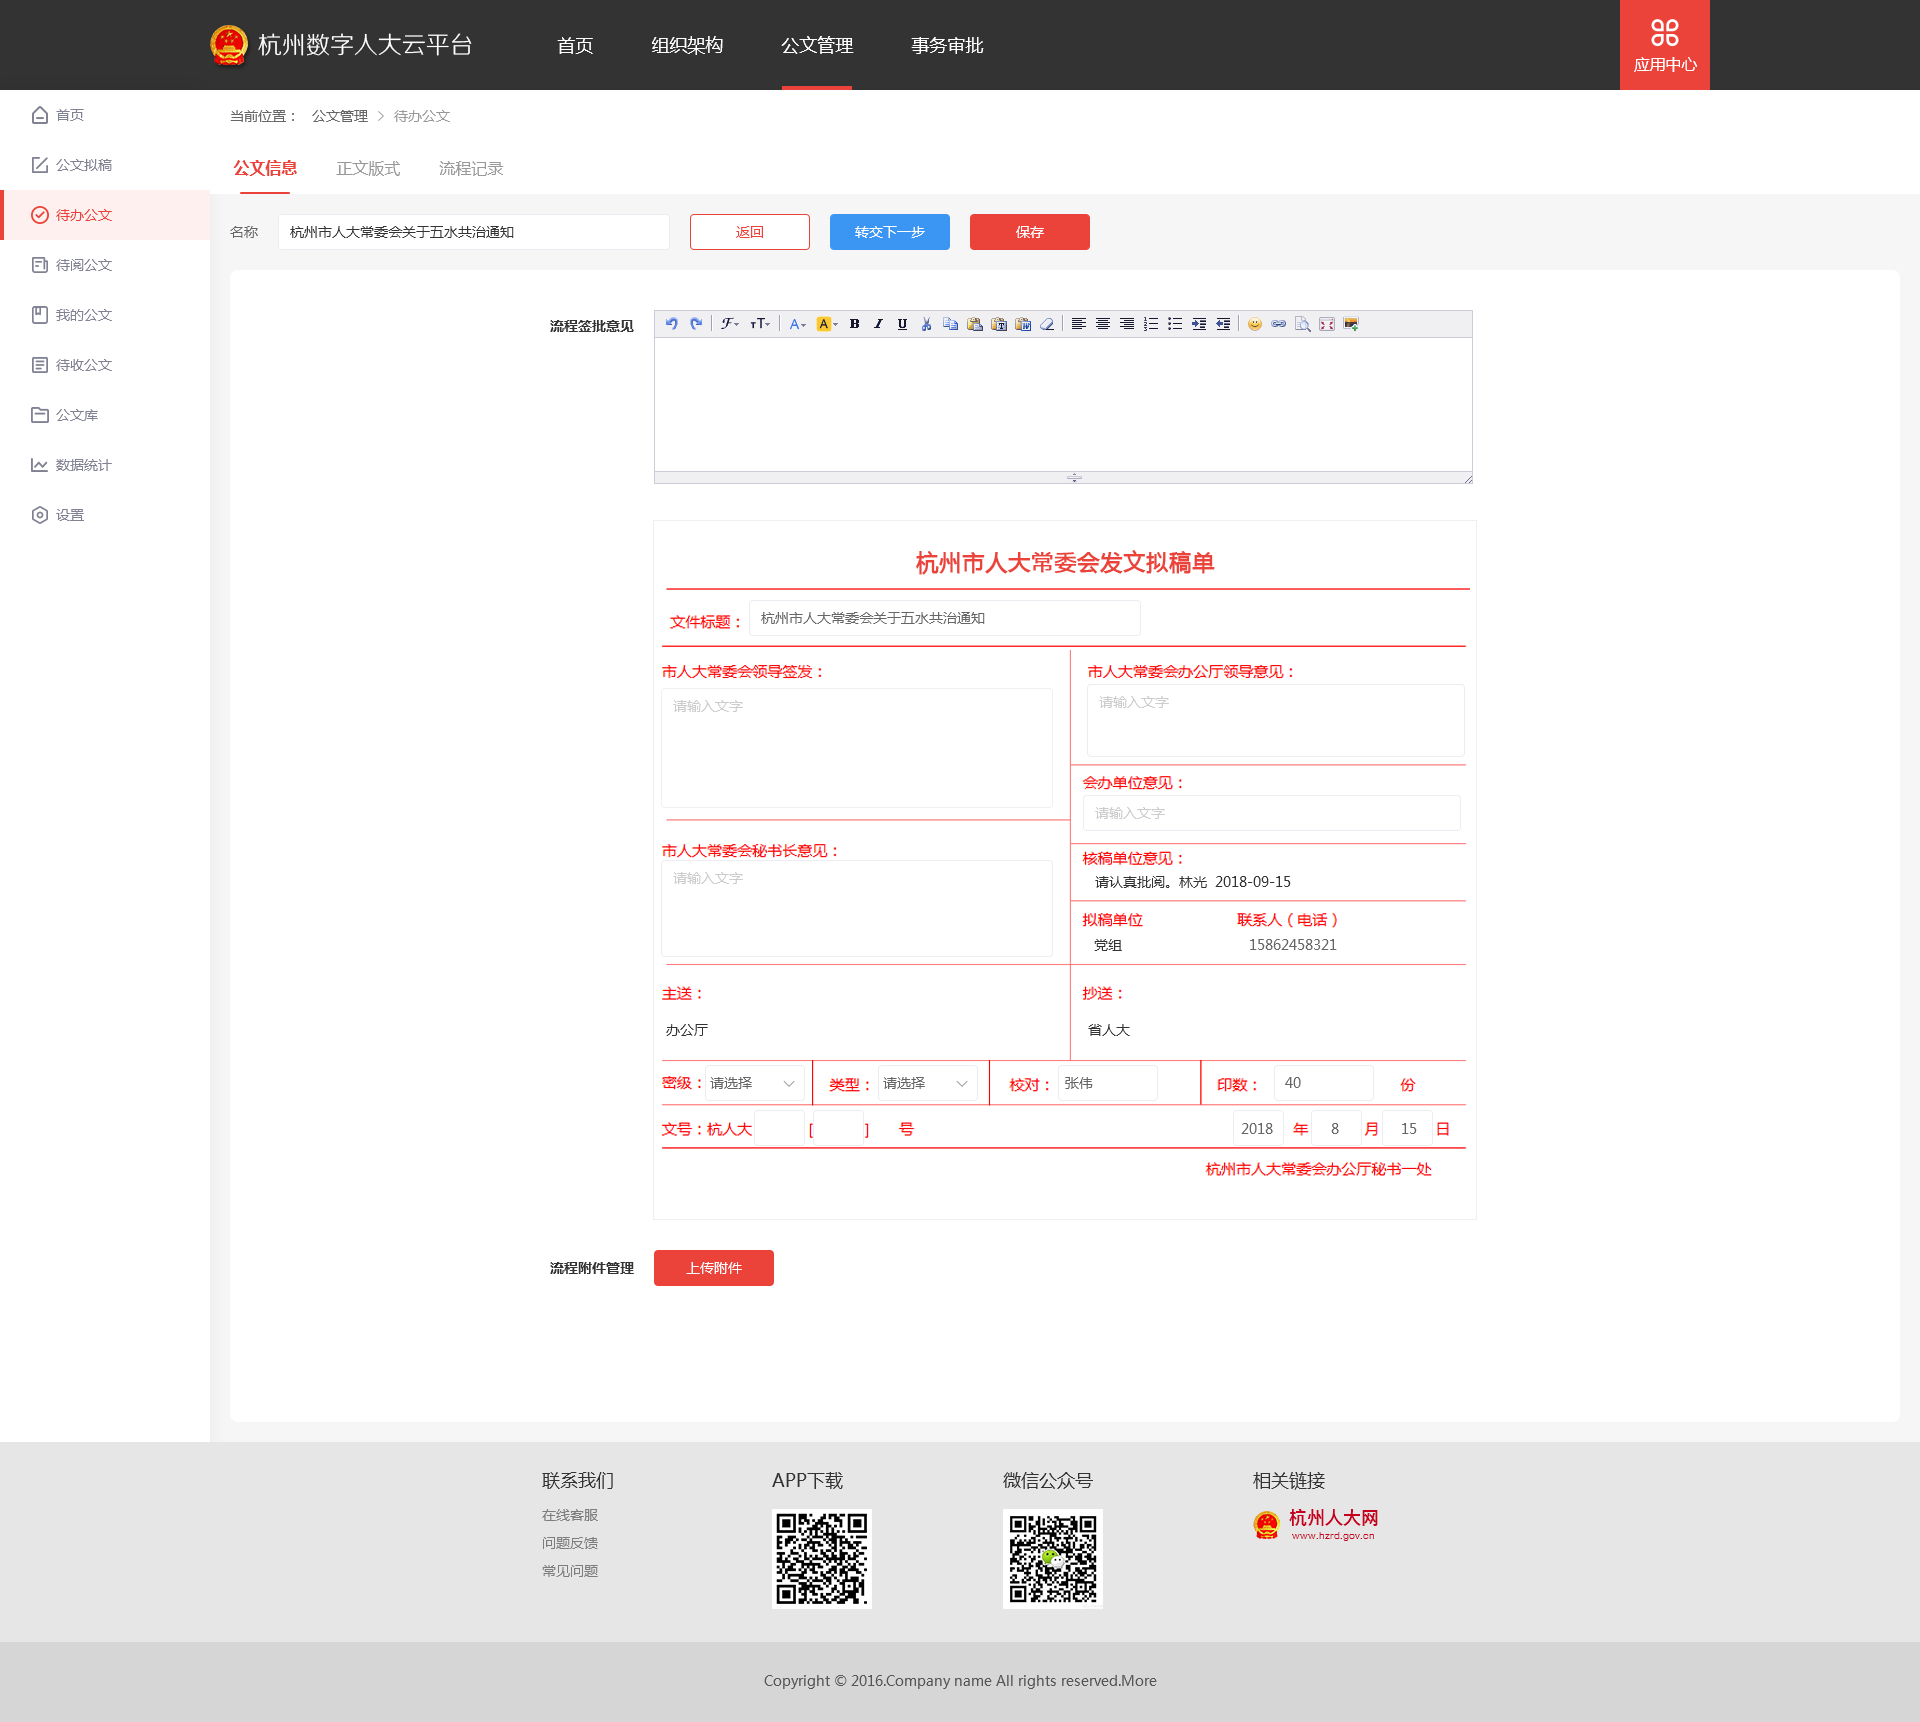 杭州数字人大云平台 首页 组织架构 公文管理 事务审批 应用中心
首页
公文拟稿
待办公文
待阅公文
我的公文
待收公文
公文库
数据统计
设置
当前位置： 公文管理 > 待办公文
公文信息 正文版式 流程记录
名称 杭州市人大常委会关于五水共治通知 返回 转交下一步 保存
流程签批意见
杭州市人大常委会发文拟稿单
文件标题： 杭州市人大常委会关于五水共治通知
市人大常委会领导签发：
请输入文字
市人大常委会办公厅领导意见：
请输入文字
会办单位意见：
请输入文字
市人大常委会秘书长意见：
请输入文字
核稿单位意见：
请认真批阅。林光 2018-09-15
拟稿单位 联系人（电话）
党组 15862458321
主送： 抄送：
办公厅 省人大
密级： 请选择 类型： 请选择 校对： 张伟 印数： 40 份
文号：杭人大 [ ] 号 2018 年 8 月 15 日
杭州市人大常委会办公厅秘书一处
流程附件管理 上传附件
联系我们 APP下载 微信公众号 相关链接
在线客服
问题反馈
常见问题
杭州人大网
www.hzrd.gov.cn
Copyright © 2016.Company name All rights reserved.More